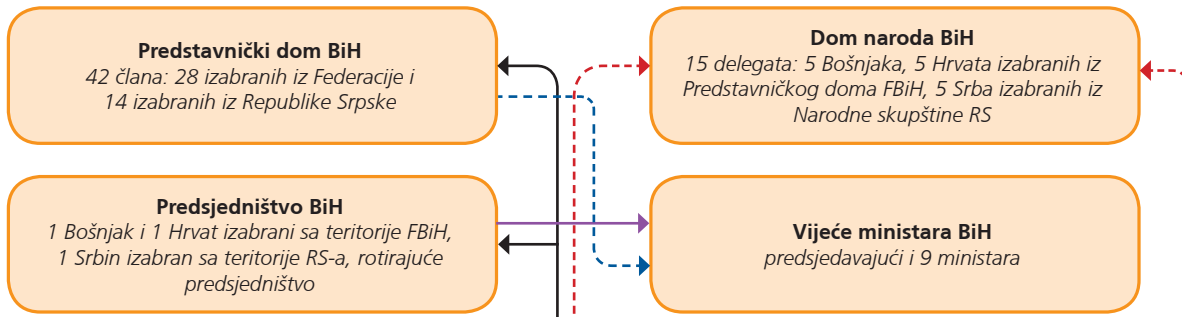 Predstavnički dom BiH
42 člana: 28 izabranih iz Federacije i
14 izabranih iz Republike Srpske
Dom naroda BiH
15 delegata: 5 Bošnjaka, 5 Hrvata izabranih iz
Predstavničkog doma FBiH, 5 Srba izabranih iz
Narodne skupštine RS
Predsjedništvo BiH
1 Bošnjak i 1 Hrvat izabrani sa teritorije FBiH,
1 Srbin izabran sa teritorije RS-a, rotirajuće
predsjedništvo
Vijeće ministara BiH
predsjedavajući i 9 ministara